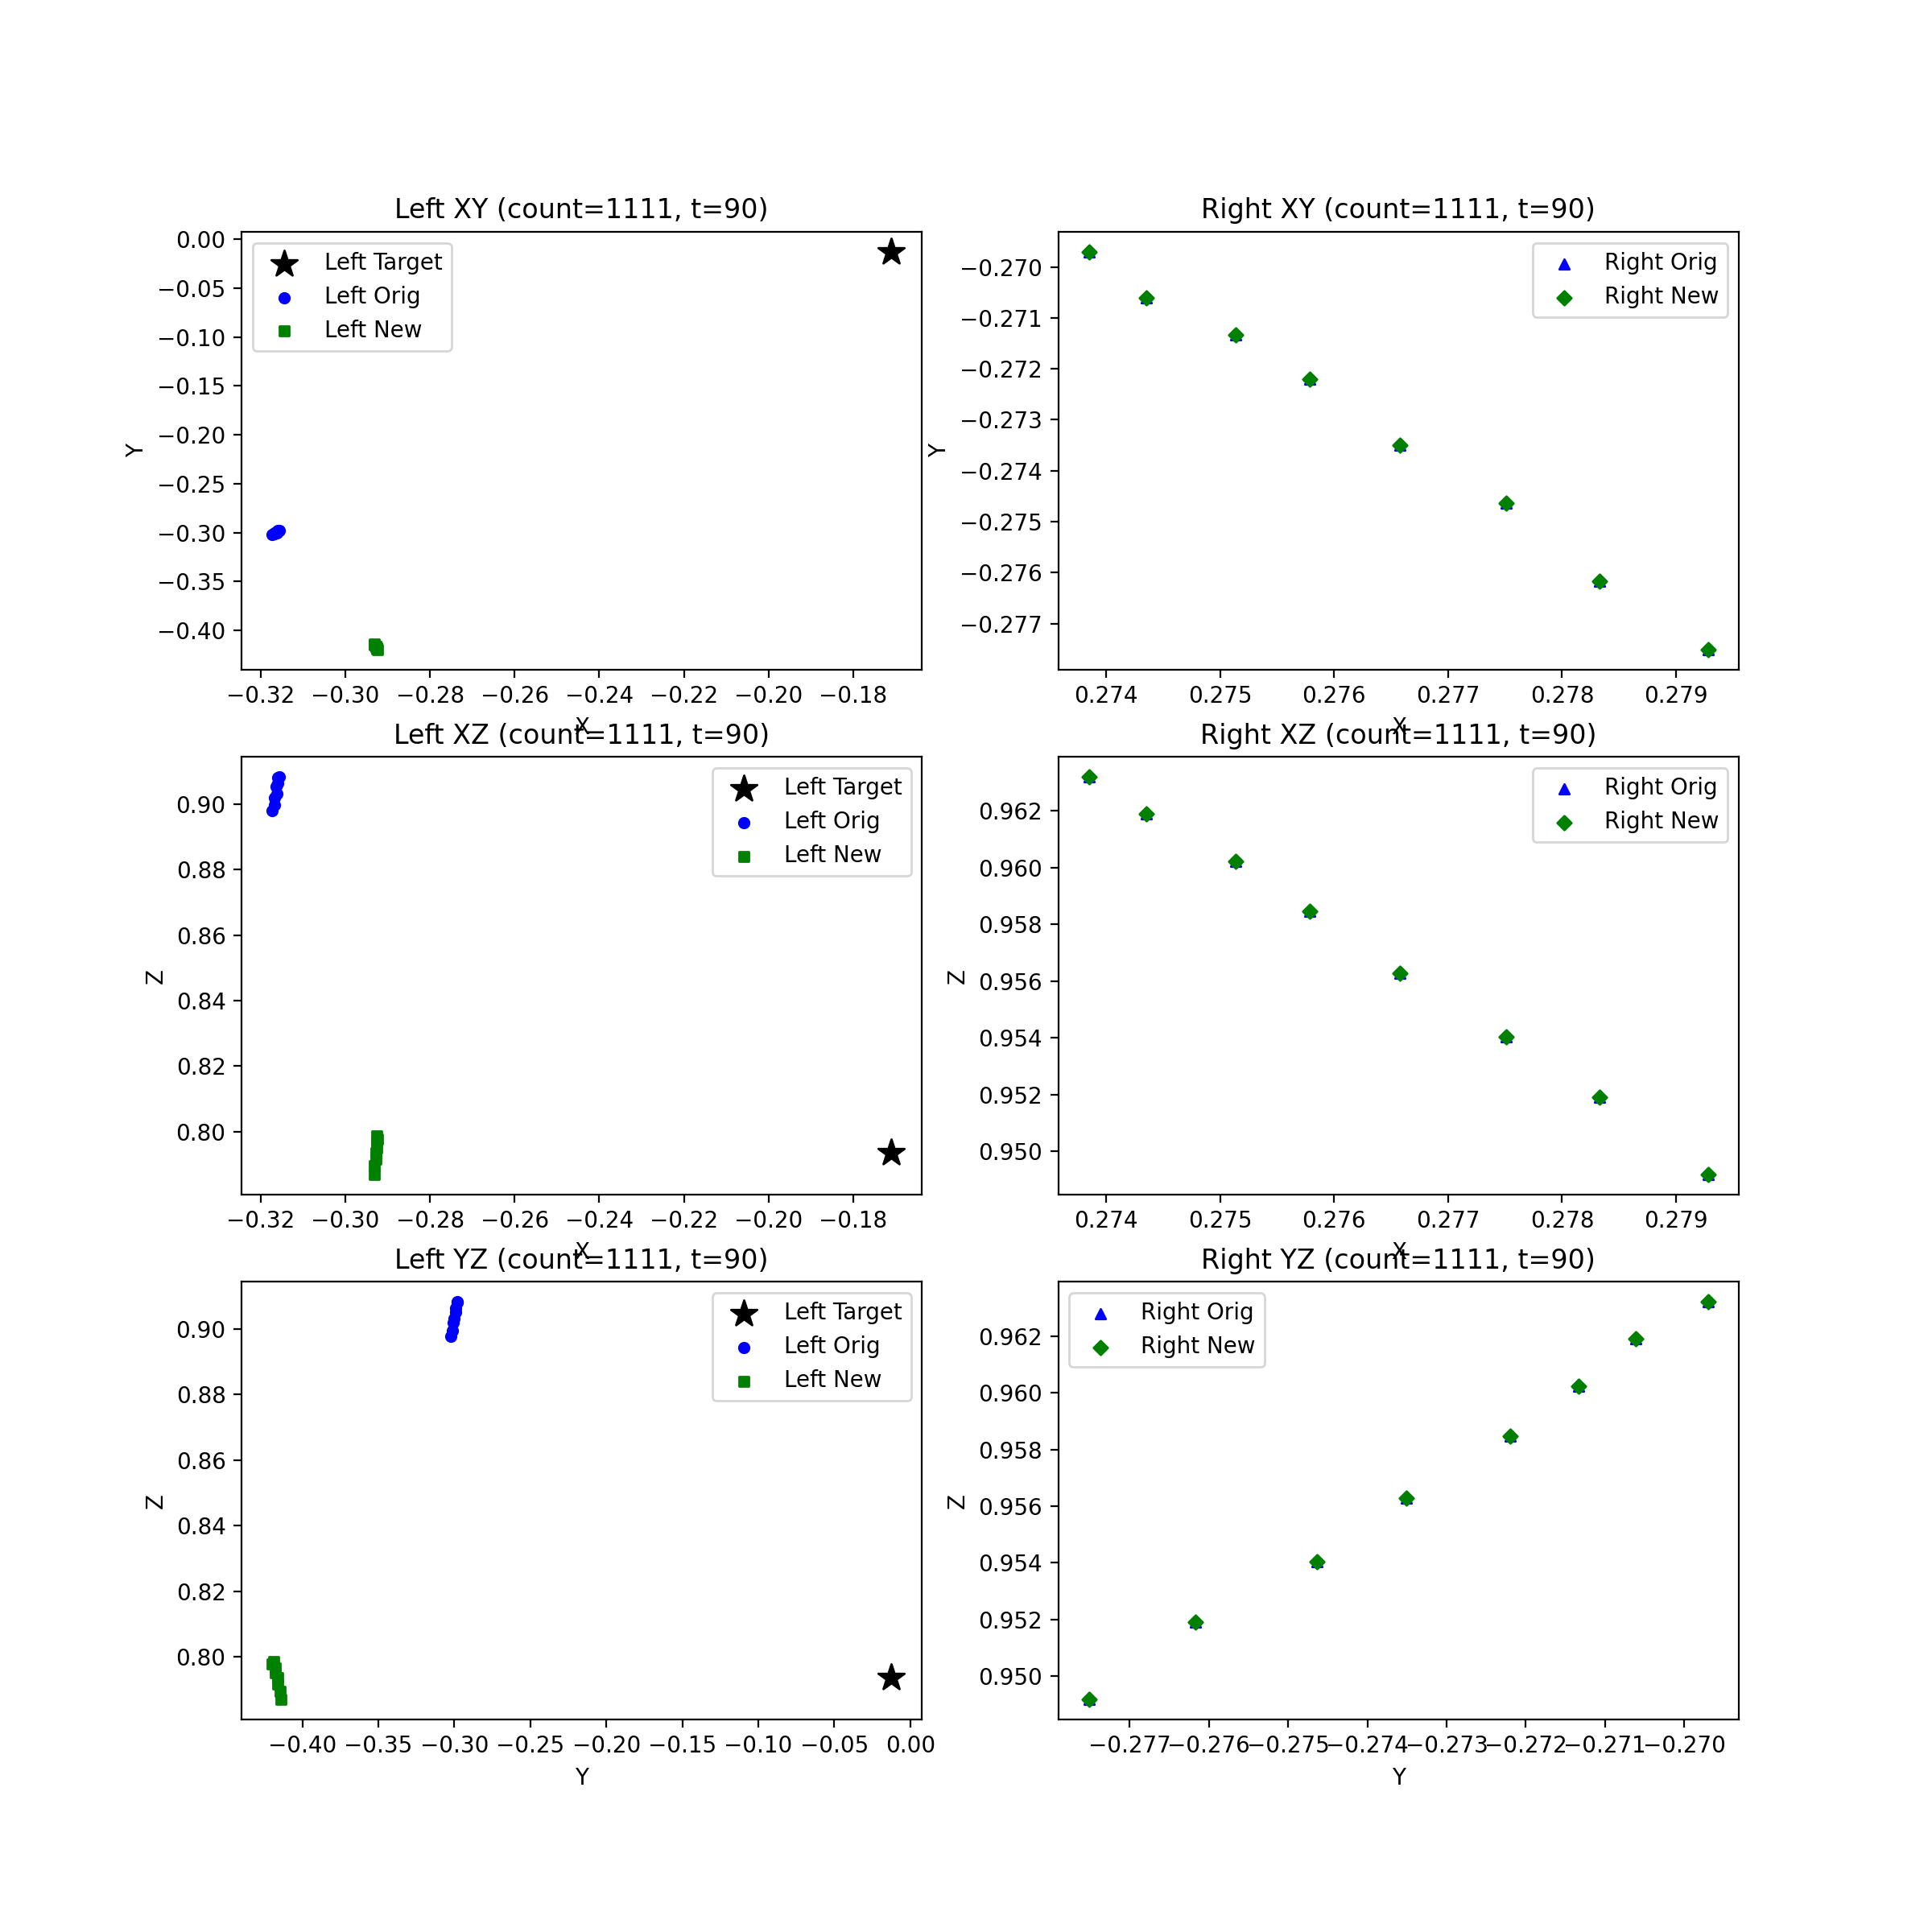 Left XY (count=1111, t=90)
0.00
−0.05
−0.10
−0.15
−0.20
−0.25
−0.30
−0.35
−0.40
Y
Left Target
Left Orig
Left New
−0.32 −0.30 −0.28 −0.26 −0.24 −0.22 −0.20 −0.18
X
Right XY (count=1111, t=90)
−0.270
−0.271
−0.272
−0.273
−0.274
−0.275
−0.276
−0.277
Y
Right Orig
Right New
0.274 0.275 0.276 0.277 0.278 0.279
X
Left XZ (count=1111, t=90)
0.90
0.88
0.86
0.84
0.82
0.80
Z
Left Target
Left Orig
Left New
−0.32 −0.30 −0.28 −0.26 −0.24 −0.22 −0.20 −0.18
X
Right XZ (count=1111, t=90)
0.962
0.960
0.958
0.956
0.954
0.952
0.950
Z
Right Orig
Right New
0.274 0.275 0.276 0.277 0.278 0.279
X
Left YZ (count=1111, t=90)
0.90
0.88
0.86
0.84
0.82
0.80
Z
Left Target
Left Orig
Left New
−0.40 −0.35 −0.30 −0.25 −0.20 −0.15 −0.10 −0.05 0.00
Y
Right YZ (count=1111, t=90)
0.962
0.960
0.958
0.956
0.954
0.952
0.950
Z
Right Orig
Right New
−0.277 −0.276 −0.275 −0.274 −0.273 −0.272 −0.271 −0.270
Y